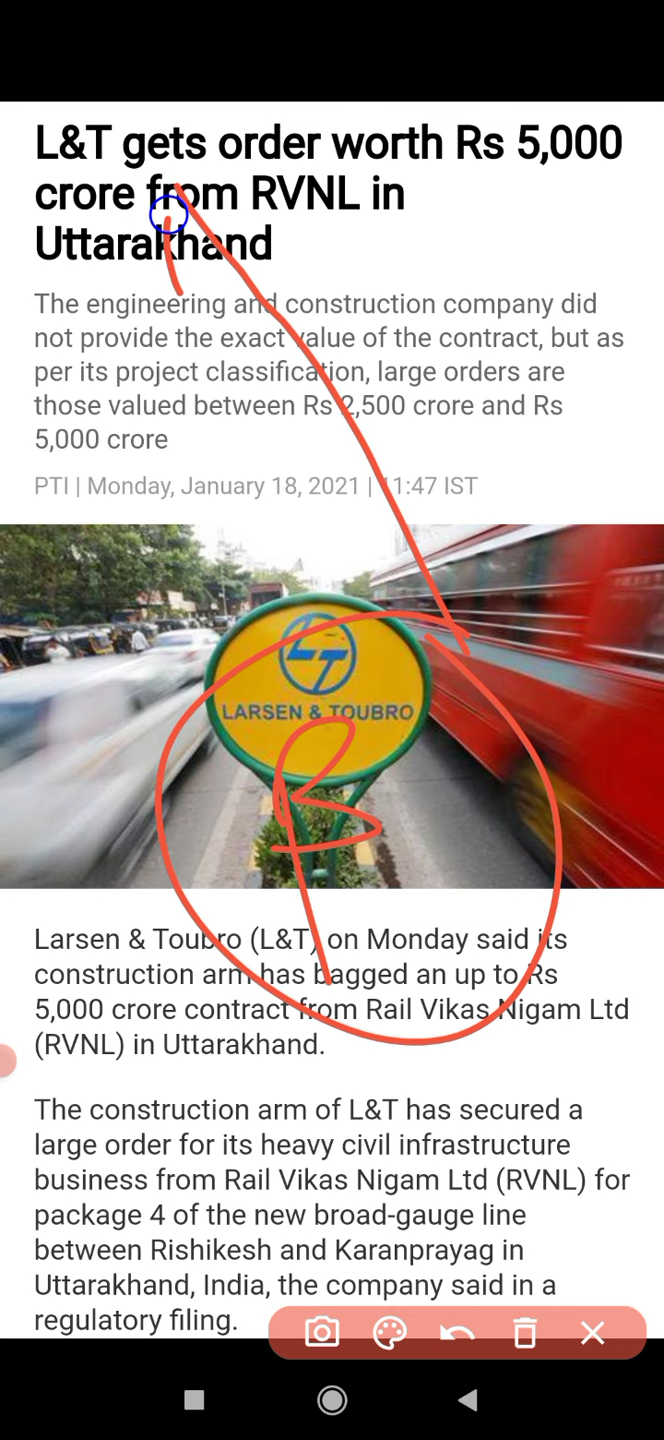 L&T gets order worth Rs 5,000
crore from RVNL in
Uttarakhand
The engineering and construction company did
not provide the exact value of the contract, but as
per its project classification, large orders are
those valued between Rs 2,500 crore and Rs
5,000 crore
PTI | Monday, January 18, 2021 | 11:47 IST
LT
LARSEN & TOUBRO
Larsen & Toubro (L&T) on Monday said its
construction arm has bagged an up to Rs
5,000 crore contract from Rail Vikas Nigam Ltd
(RVNL) in Uttarakhand.
The construction arm of L&T has secured a
large order for its heavy civil infrastructure
business from Rail Vikas Nigam Ltd (RVNL) for
package 4 of the new broad-gauge line
between Rishikesh and Karanprayag in
Uttarakhand, India, the company said in a
regulatory filing.